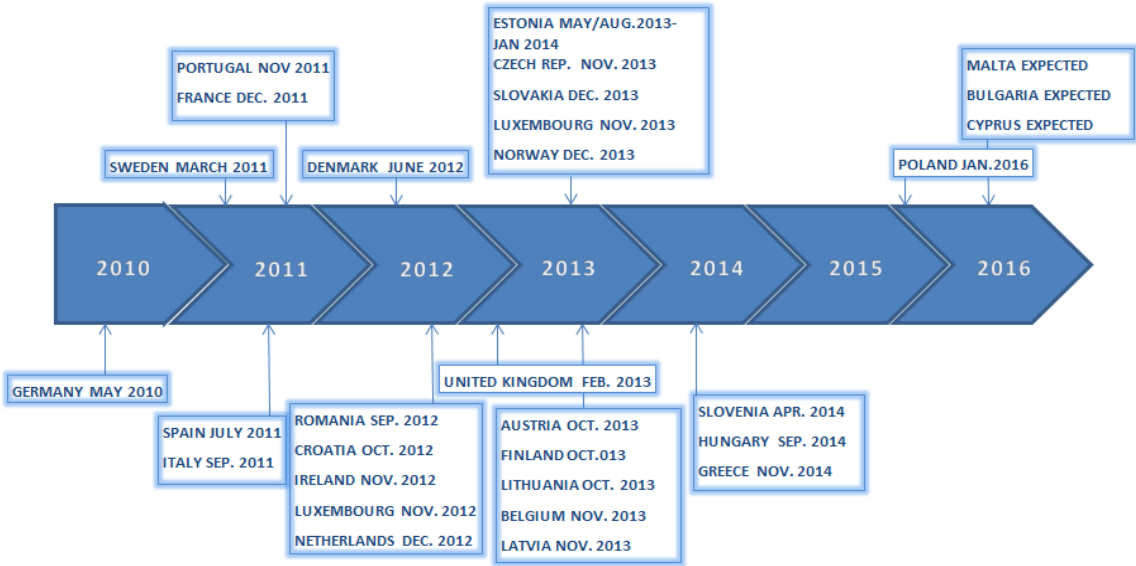 PORTUGAL NOV 2011
FRANCE DEC. 2011
SWEDEN MARCH 2011
DENMARK JUNE 2012
ESTONIA MAY/AUG.2013-
JAN 2014
CZECH REP. NOV. 2013
SLOVAKIA DEC. 2013
LUXEMBOURG NOV. 2013
NORWAY DEC. 2013
MALTA EXPECTED
BULGARIA EXPECTED
CYPRUS EXPECTED
POLAND JAN.2016
2010
2011
2012
2013
2014
2015
2016
GERMANY MAY 2010
SPAIN JULY 2011
ITALY SEP. 2011
ROMANIA SEP. 2012
CROATIA OCT. 2012
IRELAND NOV. 2012
LUXEMBOURG NOV. 2012
NETHERLANDS DEC. 2012
UNITED KINGDOM FEB. 2013
AUSTRIA OCT. 2013
FINLAND OCT.013
LITHUANIA OCT. 2013
BELGIUM NOV. 2013
LATVIA NOV. 2013
SLOVENIA APR. 2014
HUNGARY SEP. 2014
GREECE NOV. 2014